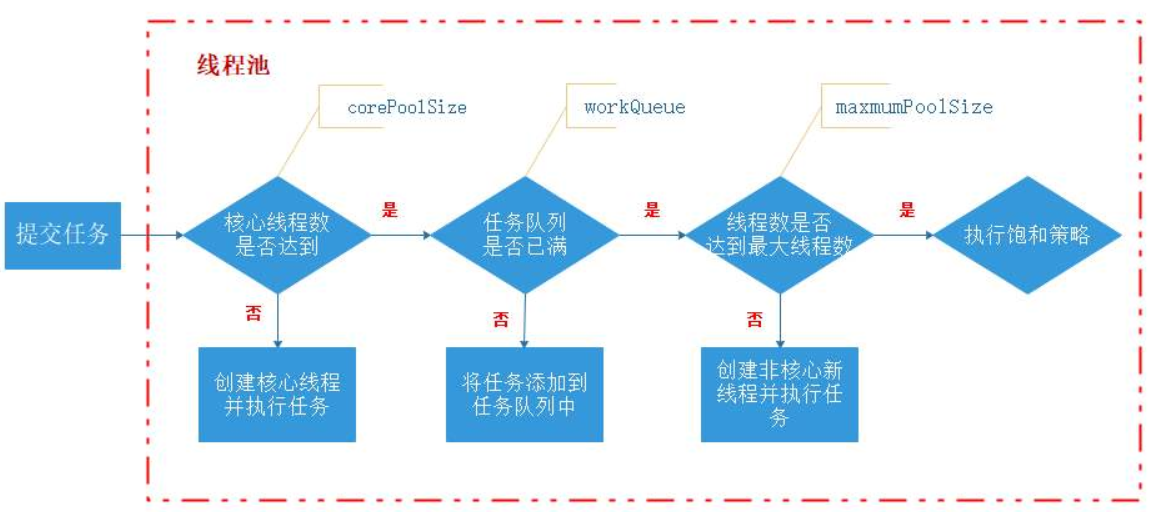 线程池
corePoolSize
workQueue
maxmumPoolSize
提交任务
核心线程数
是否达到
是
任务队列
是否已满
是
线程数是否
达到最大线程数
是
执行饱和策略
否
否
否
创建核心线程
并执行任务
将任务添加到
任务队列中
创建非核心新
线程并执行任
务